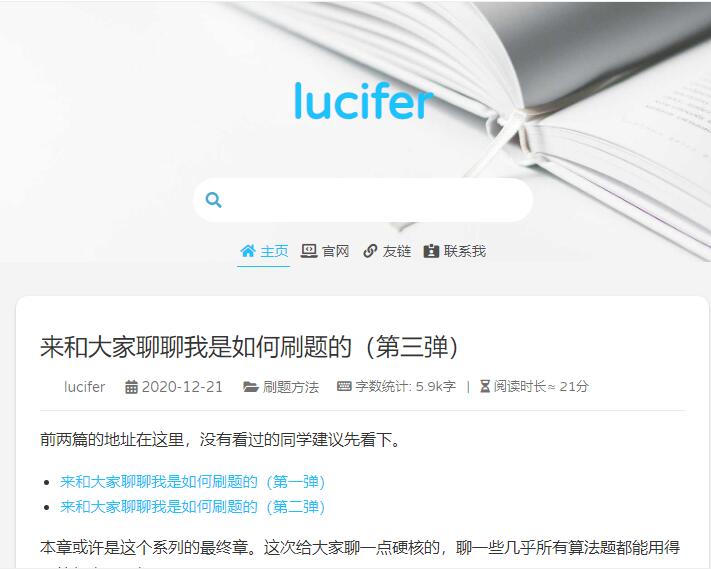 lucifer
主页 官网 友链 联系我
来和大家聊聊我是如何刷题的（第三弹）
lucifer 2020-12-21 刷题方法 字数统计: 5.9k字 | 阅读时长≈ 21分
前两篇的地址在这里，没有看过的同学建议先看下。
来和大家聊聊我是如何刷题的（第一弹）
来和大家聊聊我是如何刷题的（第二弹）
本章或许是这个系列的最终章。这次给大家聊一点硬核的，聊一些几乎所有算法题都能用得